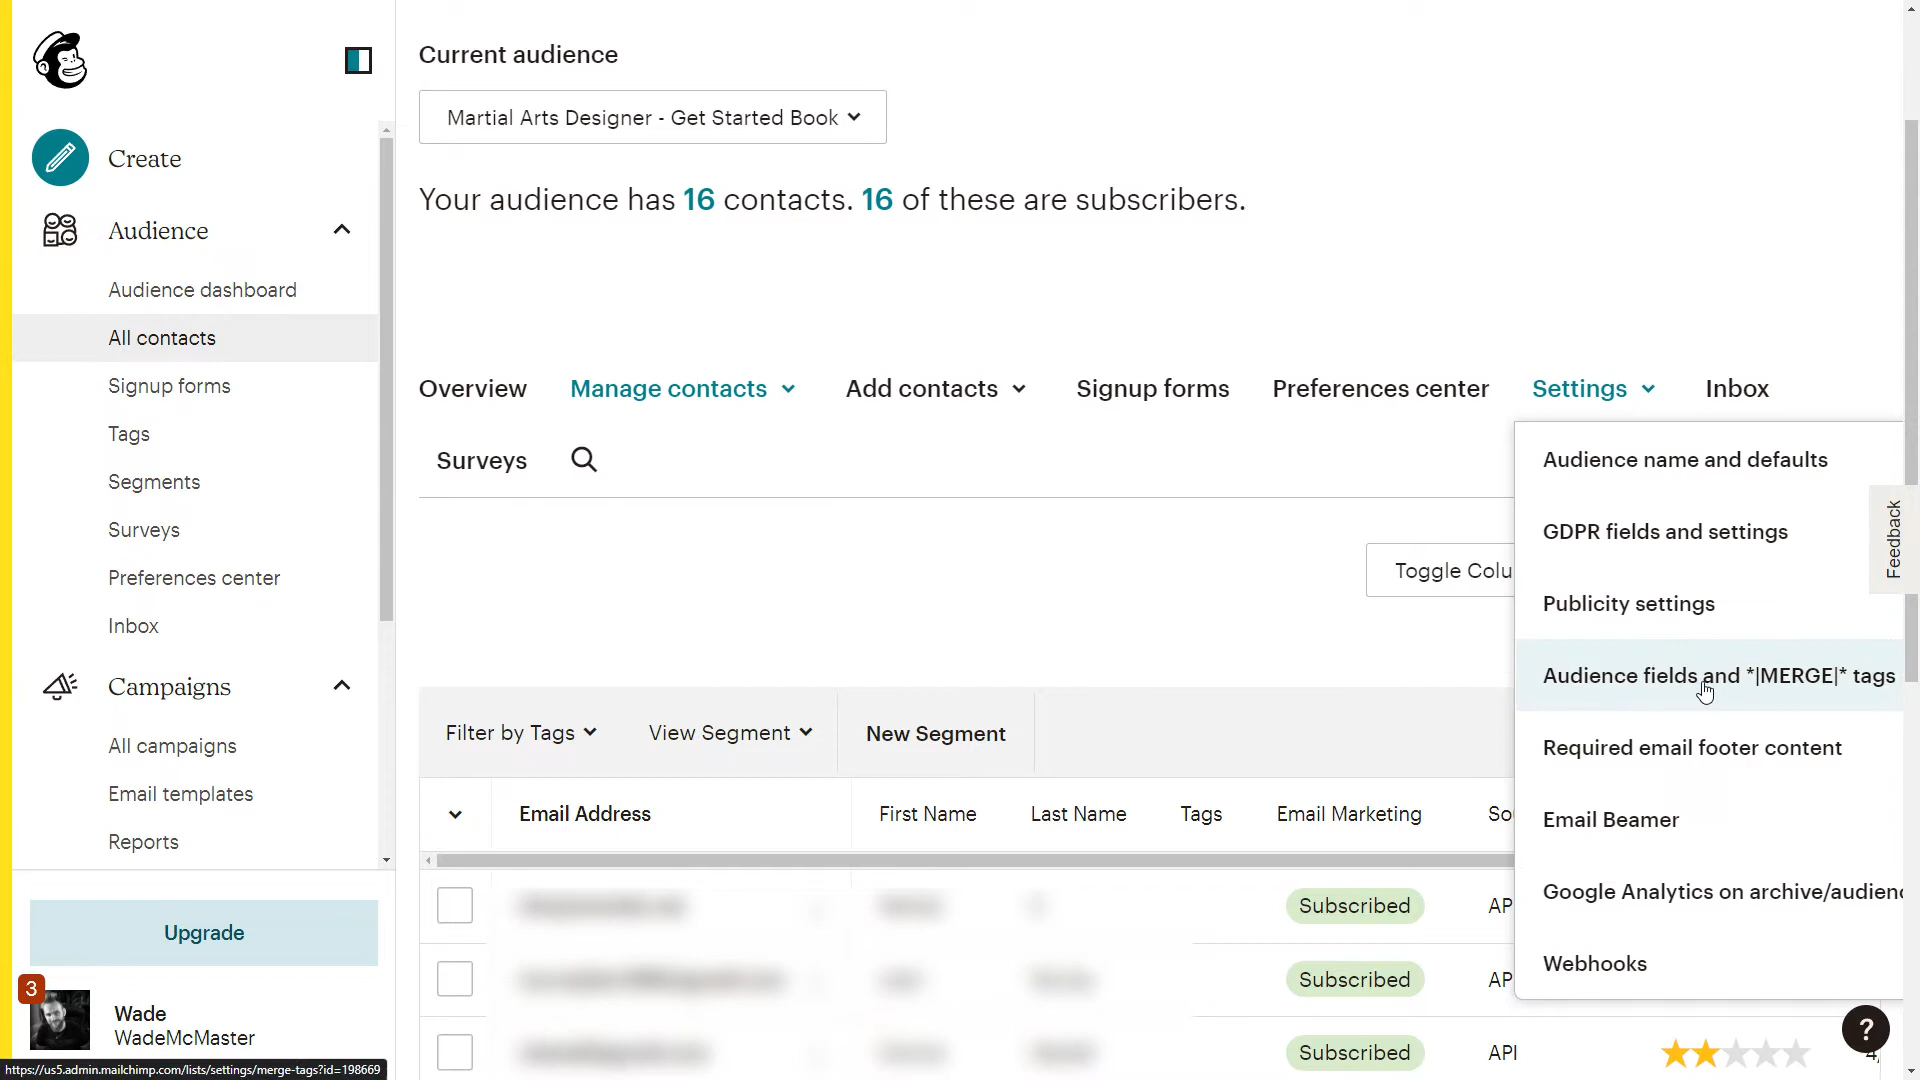 Create
Audience
Audience dashboard
All contacts
Signup forms
Tags
Segments
Surveys
Preferences center
Inbox
Campaigns
All campaigns
Email templates
Reports
Upgrade
3
Wade
WadeMcMaster
https://us5.admin.mailchimp.com/lists/settings/merge-tags?id=198669
Current audience
Martial Arts Designer - Get Started Book
Your audience has 16 contacts. 16 of these are subscribers.
Overview Manage contacts Add contacts Signup forms Preferences center Settings Inbox
Surveys
Audience name and defaults
GDPR fields and settings
Publicity settings
Audience fields and *|MERGE|* tags
Required email footer content
Email Beamer
Google Analytics on archive/audienc
Webhooks
Feedback
Toggle Colu
Filter by Tags View Segment New Segment
Email Address First Name Last Name Tags Email Marketing So
Subscribed AP
Subscribed AP
Subscribed API
?